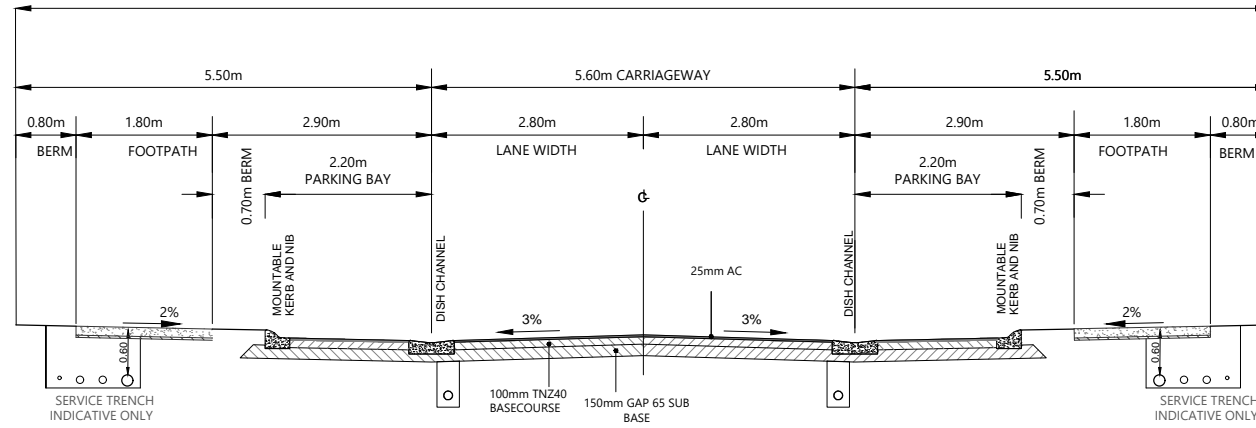 5.50m
5.60m CARRIAGEWAY
5.50m
0.80m
1.80m
2.90m
2.80m
2.80m
2.90m
1.80m
0.80m
BERM
FOOTPATH
LANE WIDTH
LANE WIDTH
FOOTPATH
BERM
2.20m
PARKING BAY
2.20m
PARKING BAY
0.70m BERM
0.70m BERM
℄
MOUNTABLE
KERB AND NIB
DISH CHANNEL
DISH CHANNEL
MOUNTABLE
KERB AND NIB
25mm AC
2%
3%
3%
2%
0.60
0.60
100mm TNZ40
BASECOURSE
150mm GAP 65 SUB
BASE
SERVICE TRENCH
INDICATIVE ONLY
SERVICE TRENCH
INDICATIVE ONLY